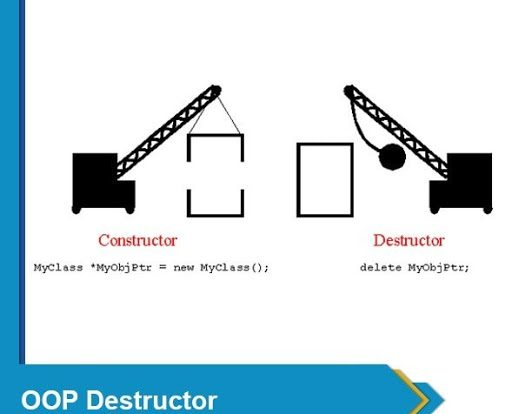 Constructor
Destructor
MyClass *MyObjPtr = new MyClass();
delete MyObjPtr;
OOP Destructor